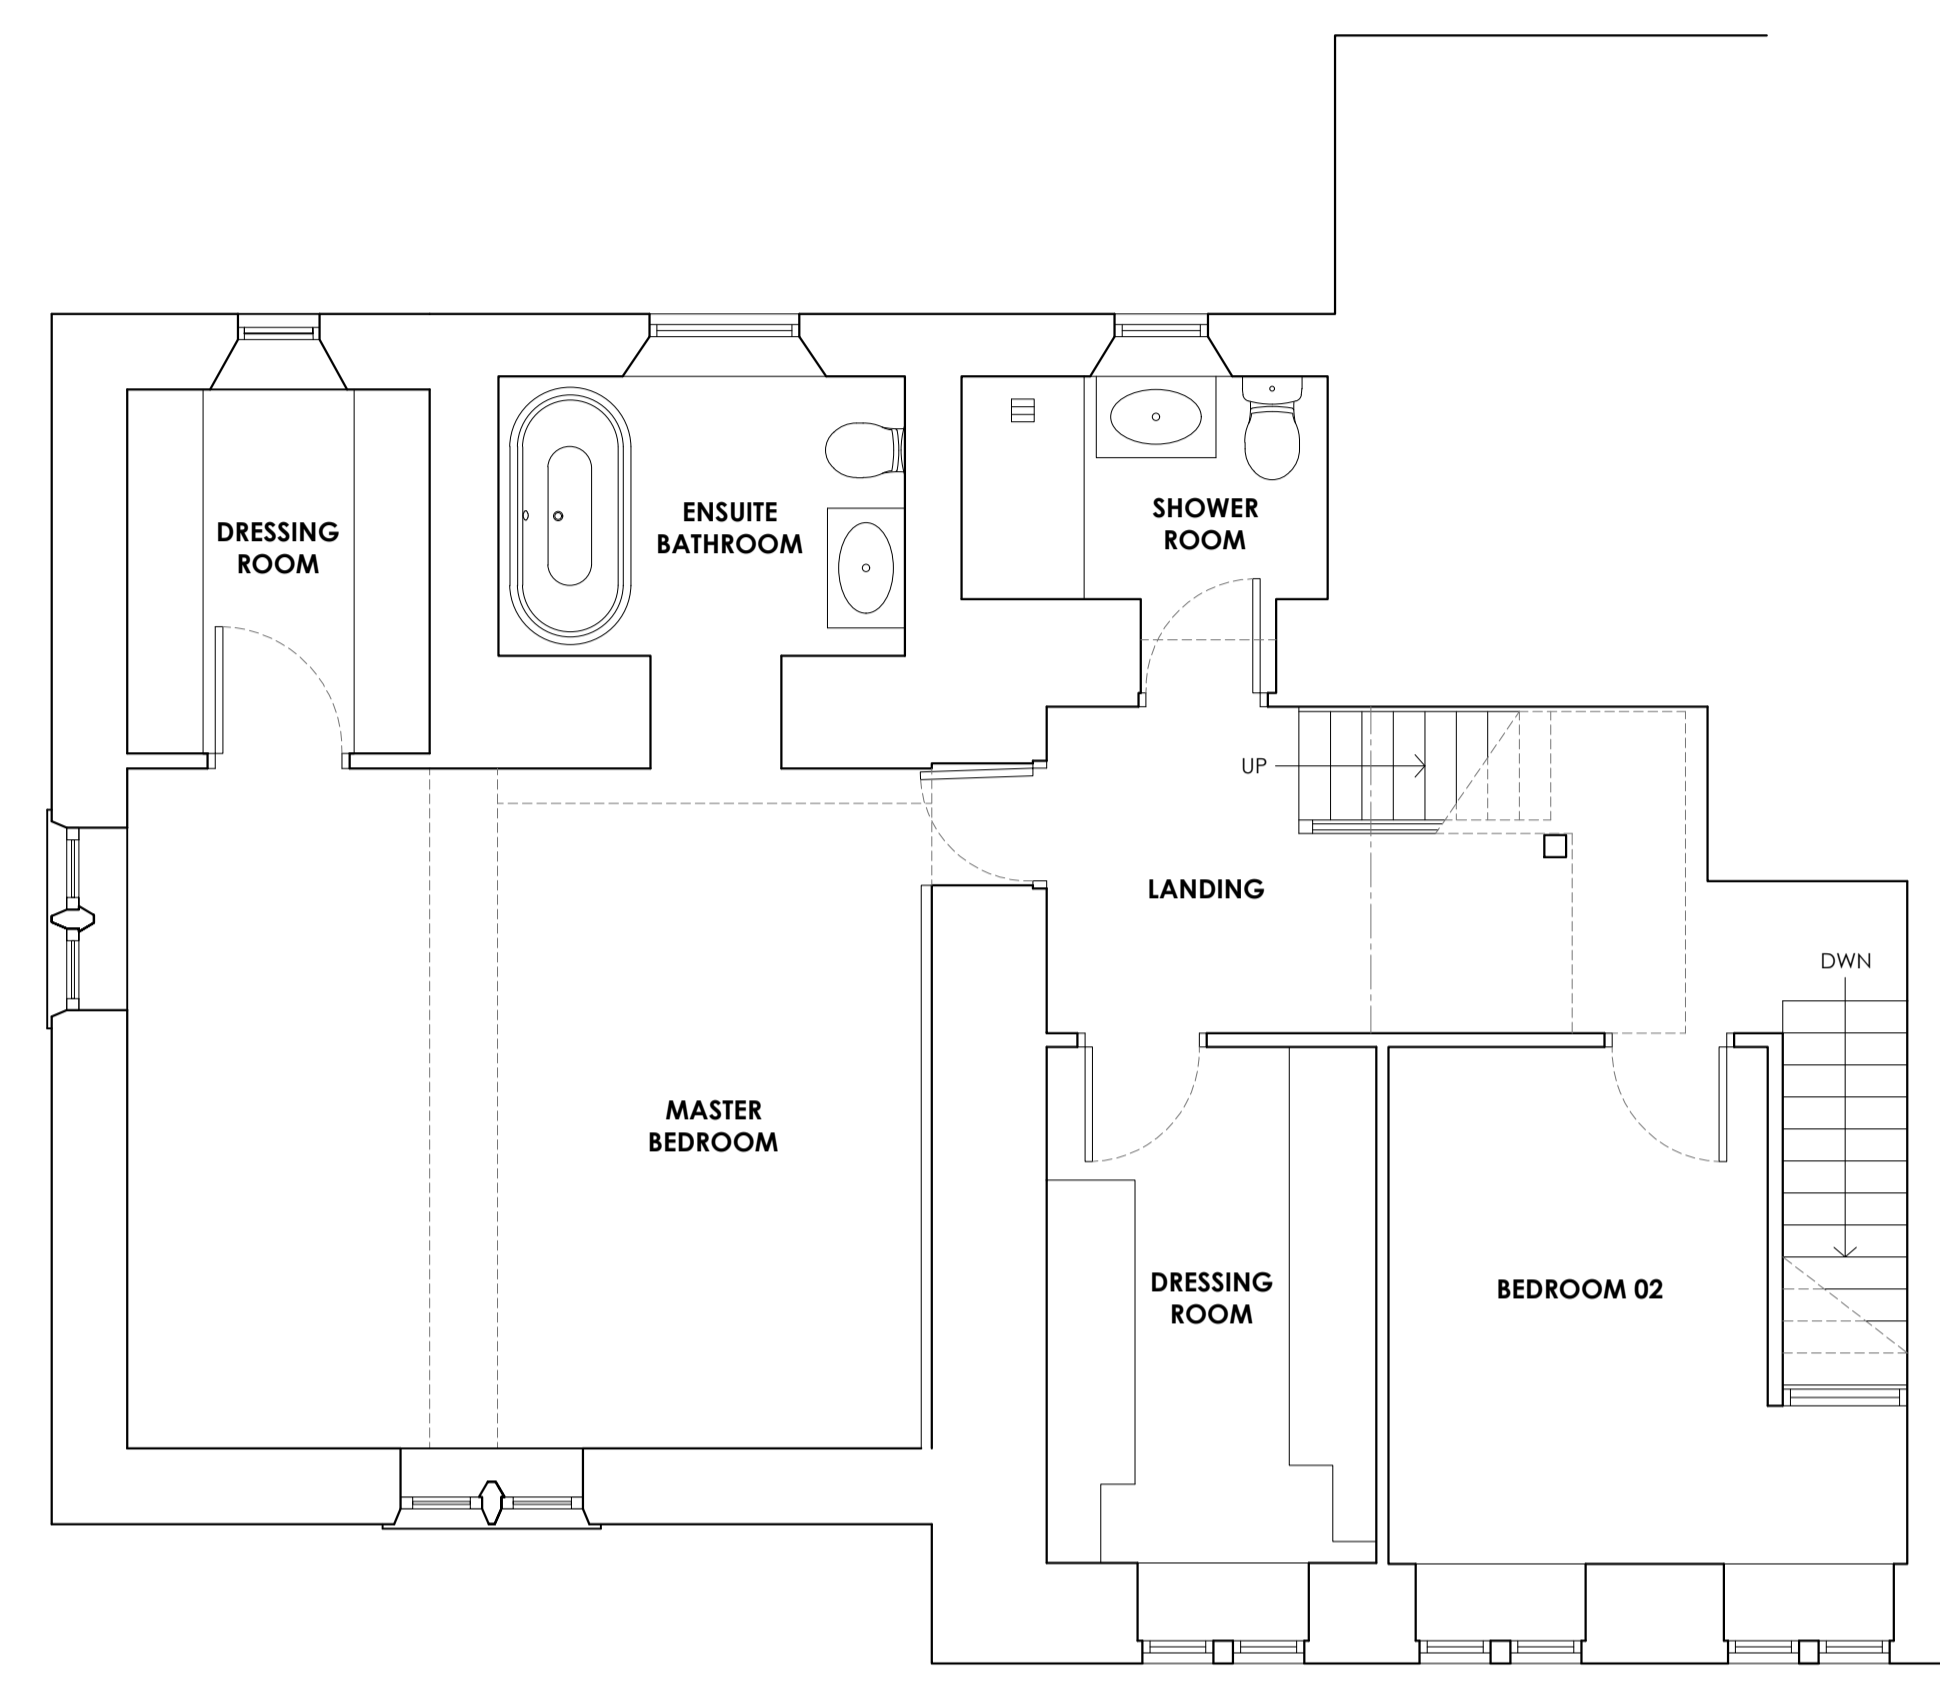 DRESSING
ROOM
ENSUITE
BATHROOM
SHOWER
ROOM
UP
LANDING
DWN
MASTER
BEDROOM
DRESSING
ROOM
BEDROOM 02